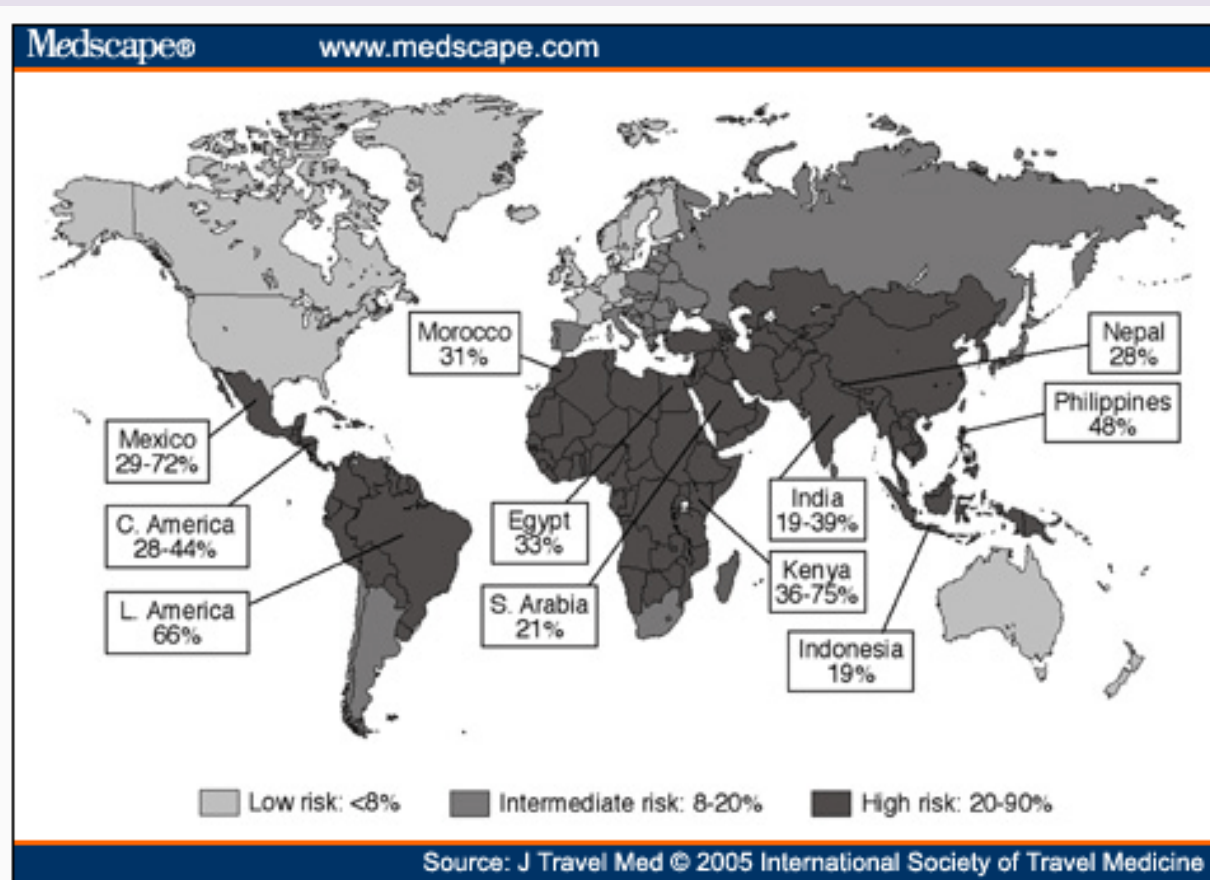 Medscape® www.medscape.com
Morocco
31%
Nepal
28%
Philippines
48%
Mexico
29-72%
C. America
28-44%
L. America
66%
Egypt
33%
S. Arabia
21%
India
19-39%
Kenya
36-75%
Indonesia
19%
Low risk: <8% Intermediate risk: 8-20% High risk: 20-90%
Source: J Travel Med © 2005 International Society of Travel Medicine